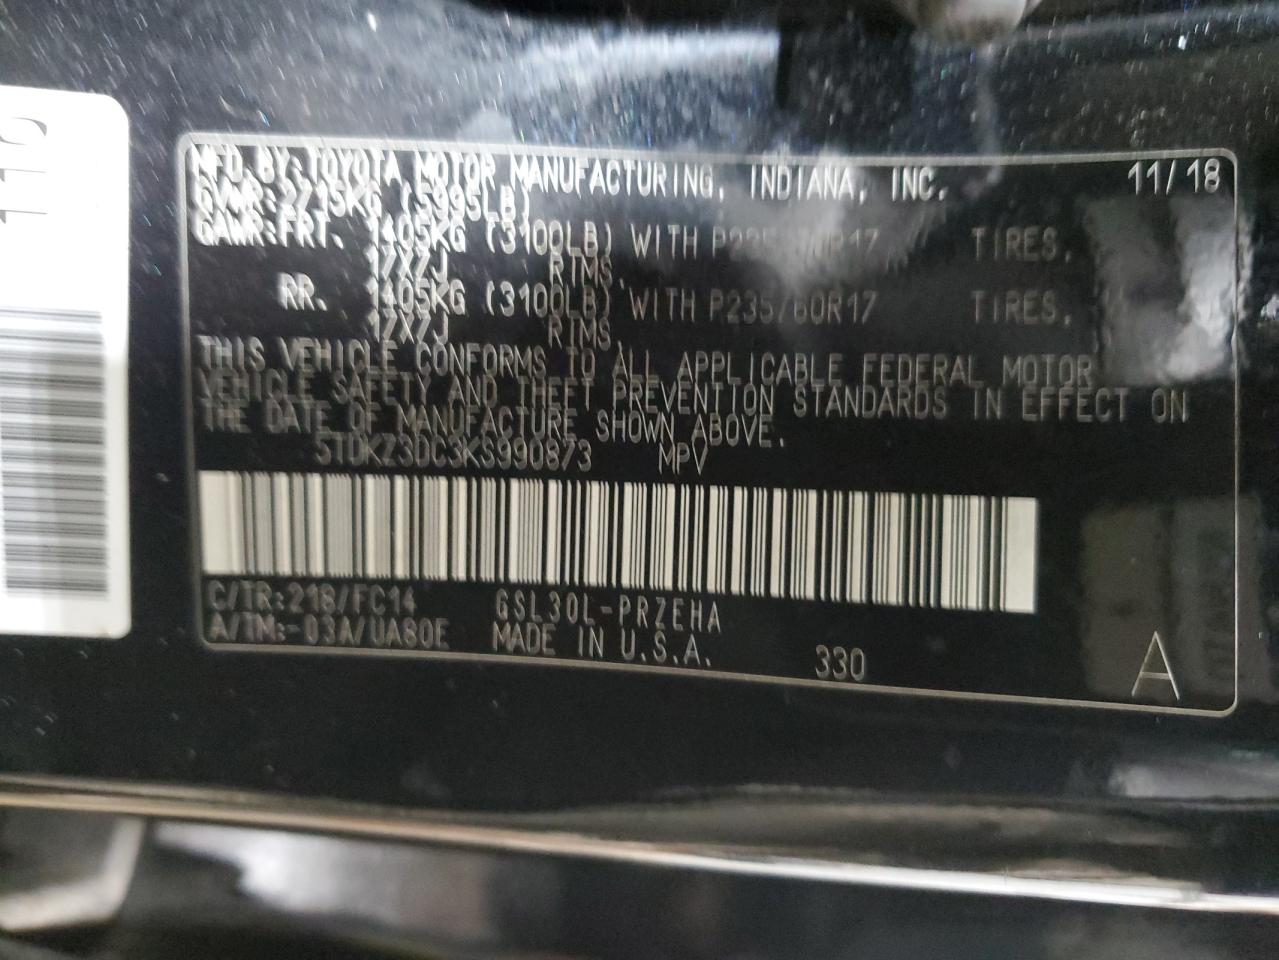 116
MFD.BY:TOYOTA MOTOR MANUFACTURING, INDIANA, INC. 11/18
GVWR:2715KG (5995LB)
GAWR:FRT. 1405KG (3100LB) WITH P235/60R17 TIRES,
17X7J RIMS,
RR. 1405KG (3100LB) WITH P235/60R17 TIRES,
17X7J RIMS,
THIS VEHICLE CONFORMS TO ALL APPLICABLE FEDERAL MOTOR
VEHICLE SAFETY AND THEFT PREVENTION STANDARDS IN EFFECT ON
THE DATE OF MANUFACTURE SHOWN ABOVE.
5TDKZ3DC3KS990873 MPV
C/TR:218/FC14 GSL30L-PRZEHA
A/TM:-03A/UA80E MADE IN U.S.A. 330
A